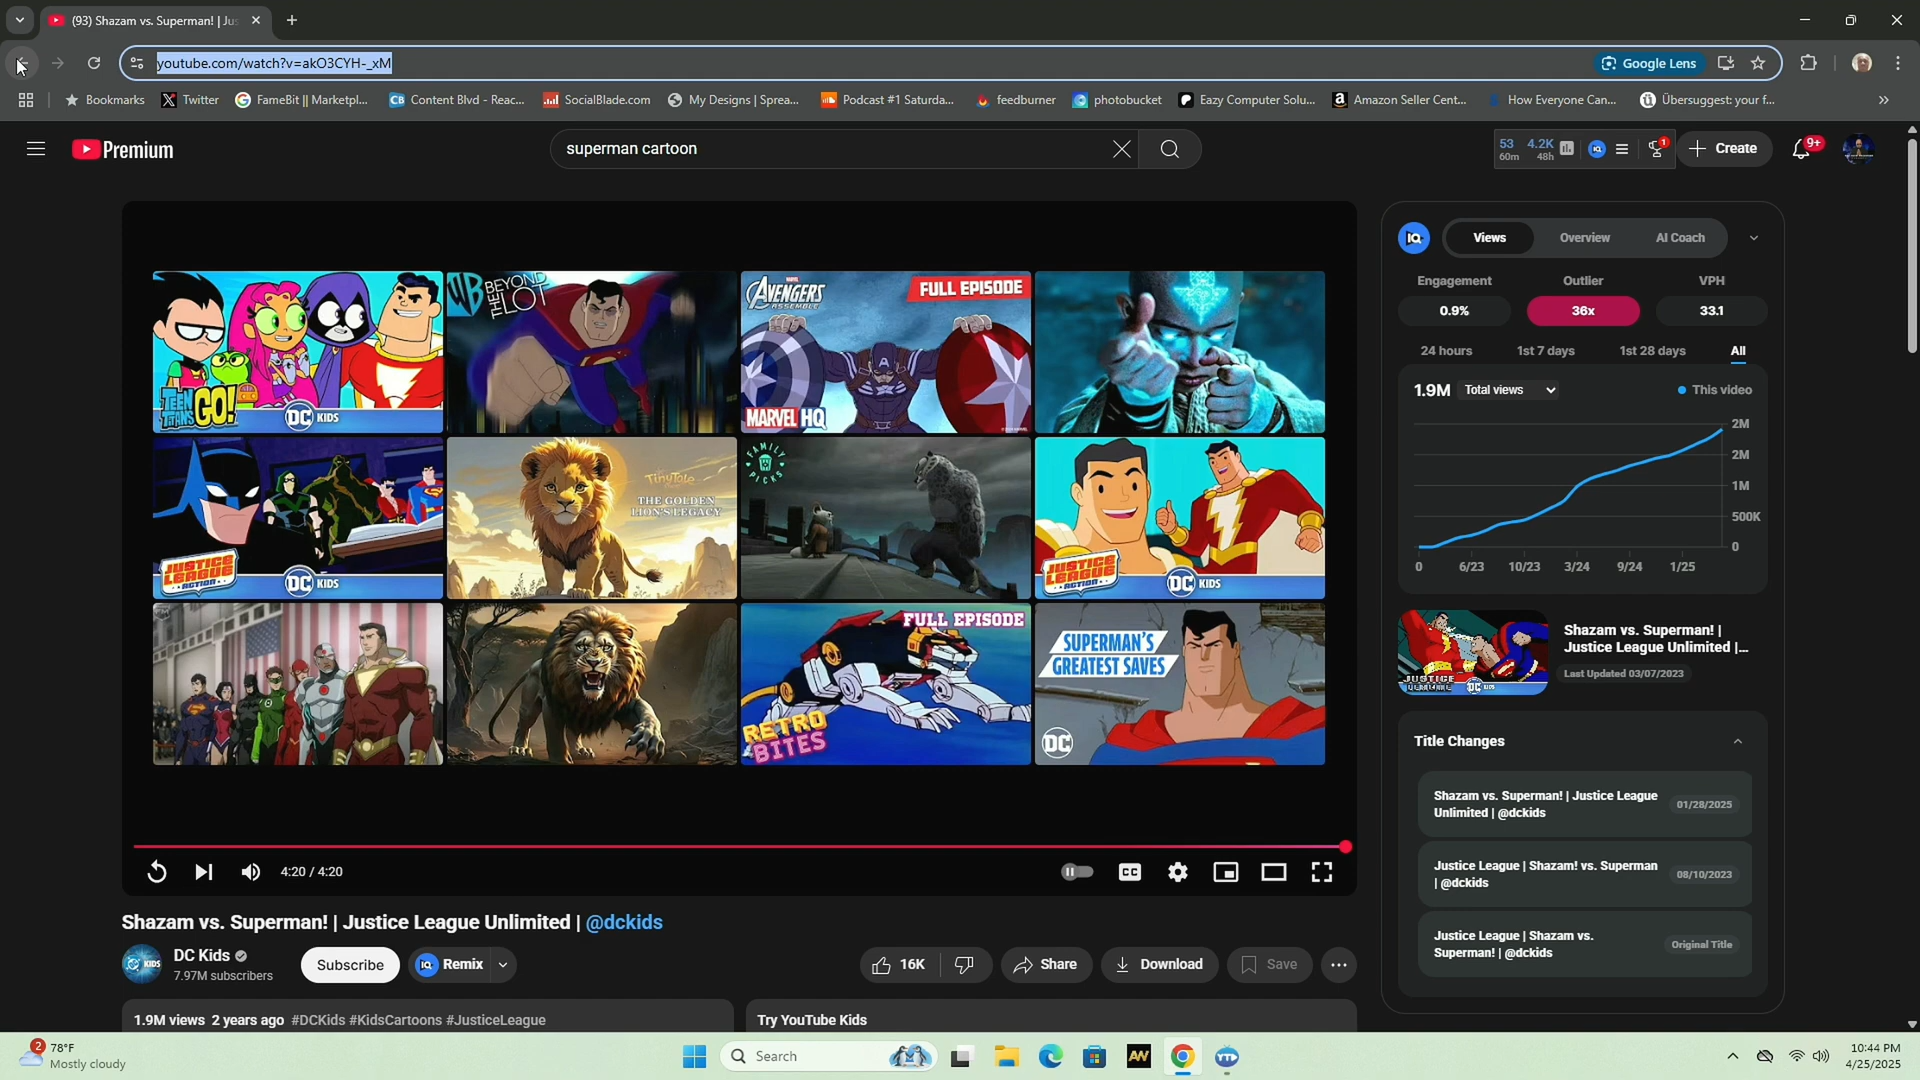 (93) Shazam vs. Superman! | Jus
youtube.com/watch?v=akO3CYH-_xM
Google Lens
Bookmarks
Twitter
FameBit || Marketpl...
Content Blvd - Reac...
SocialBlade.com
My Designs | Sprea...
Podcast #1 Saturda...
feedburner
photobucket
Eazy Computer Solu...
Amazon Seller Cent...
How Everyone Can...
Übersuggest: your f...
Premium
superman cartoon
53 4.2K
60m 48h
1
Create
9+
TEEN TITANS GO!
DC KIDS
WB BEYOND THE LOT
MARVEL AVENGERS ASSEMBLE
FULL EPISODE
MARVEL HQ
JUSTICE LEAGUE ACTION
DC KIDS
TinyTale
THE GOLDEN LION'S LEGACY
FAMILY PICKS
JUSTICE LEAGUE ACTION
DC KIDS
FULL EPISODE
RETRO BITES
SUPERMAN'S GREATEST SAVES
DC
4:20 / 4:20
CC
Shazam vs. Superman! | Justice League Unlimited | @dckids
DC Kids
7.97M subscribers
Subscribe
Remix
16K
Share
Download
Save
1.9M views 2 years ago #DCKids #KidsCartoons #JusticeLeague
Try YouTube Kids
Views Overview AI Coach
Engagement Outlier VPH
0.9% 36x 33.1
24 hours 1st 7 days 1st 28 days All
1.9M Total views This video
2M
2M
1M
500K
0
0 6/23 10/23 3/24 9/24 1/25
Shazam vs. Superman! |
Justice League Unlimited |...
Last Updated 03/07/2023
Title Changes
Shazam vs. Superman! | Justice League
Unlimited | @dckids
01/28/2025
Justice League | Shazam! vs. Superman
| @dckids
08/10/2023
Justice League | Shazam vs.
Superman! | @dckids
Original Title
2
78°F
Mostly cloudy
Search
10:44 PM
4/25/2025